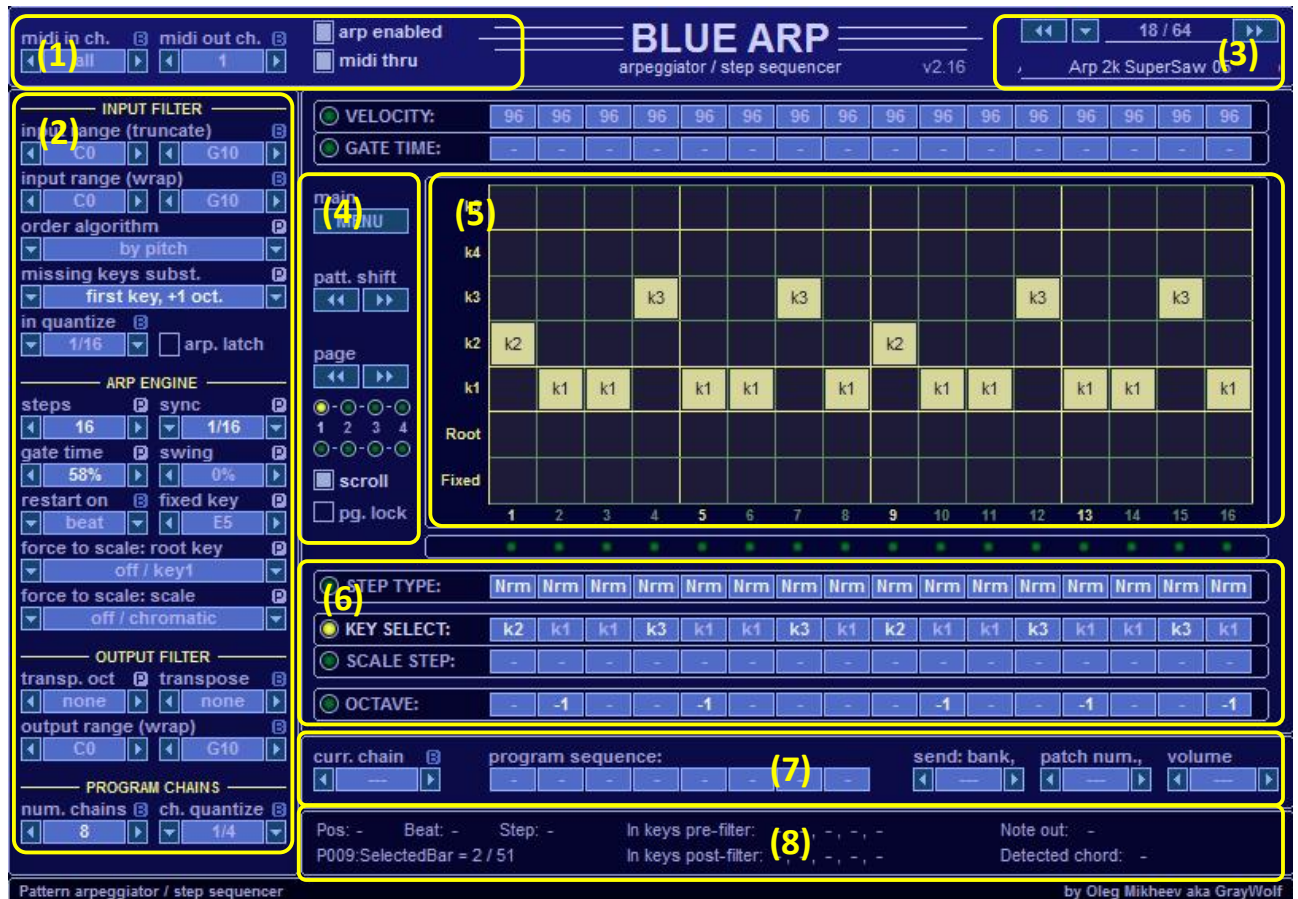 midi in ch. B midi out ch. B
all 1
(1)
arp enabled
midi thru
BLUE ARP
arpeggiator / step sequencer v2.16
18 / 64
Arp 2k SuperSaw 05
(3)
INPUT FILTER
(2)
input range (truncate) B
C0 G10
input range (wrap) B
C0 G10
order algorithm P
by pitch
missing keys subst. P
first key, +1 oct.
in quantize B
1/16 arp. latch
ARP ENGINE
steps P sync P
16 1/16
gate time P swing P
58% 0%
restart on B fixed key P
beat E5
force to scale: root key P
off / key1
force to scale: scale P
off / chromatic
OUTPUT FILTER
transp. oct P transpose B
none none
output range (wrap) B
C0 G10
PROGRAM CHAINS
num. chains B ch. quantize B
8 1/4
VELOCITY: 96 96 96 96 96 96 96 96 96 96 96 96 96 96 96 96
GATE TIME: - - - - - - - - - - - - - - - -
main
(4)
MENU
patt. shift
page
1 2 3 4
scroll
pg. lock
(5)
k4
k3 k3 k3 k3 k3
k2 k2 k2
k1 k1 k1 k1 k1 k1 k1 k1 k1 k1 k1
Root
Fixed
1 2 3 4 5 6 7 8 9 10 11 12 13 14 15 16
(6)
STEP TYPE: Nrm Nrm Nrm Nrm Nrm Nrm Nrm Nrm Nrm Nrm Nrm Nrm Nrm Nrm Nrm Nrm
KEY SELECT: k2 k1 k1 k3 k1 k1 k3 k1 k2 k1 k1 k3 k1 k1 k3 k1
SCALE STEP: - - - - - - - - - - - - - - - -
OCTAVE: - -1 - - -1 - - - - -1 - - -1 - - -1
curr. chain B program sequence: send: bank, patch num., volume
--- - - - - - - - - --- --- ---
(7)
Pos: - Beat: - Step: - In keys pre-filter: -, -, -, -, - Note out: -
(8)
P009:SelectedBar = 2 / 51 In keys post-filter: -, -, -, -, - Detected chord: -
Pattern arpeggiator / step sequencer by Oleg Mikheev aka GrayWolf